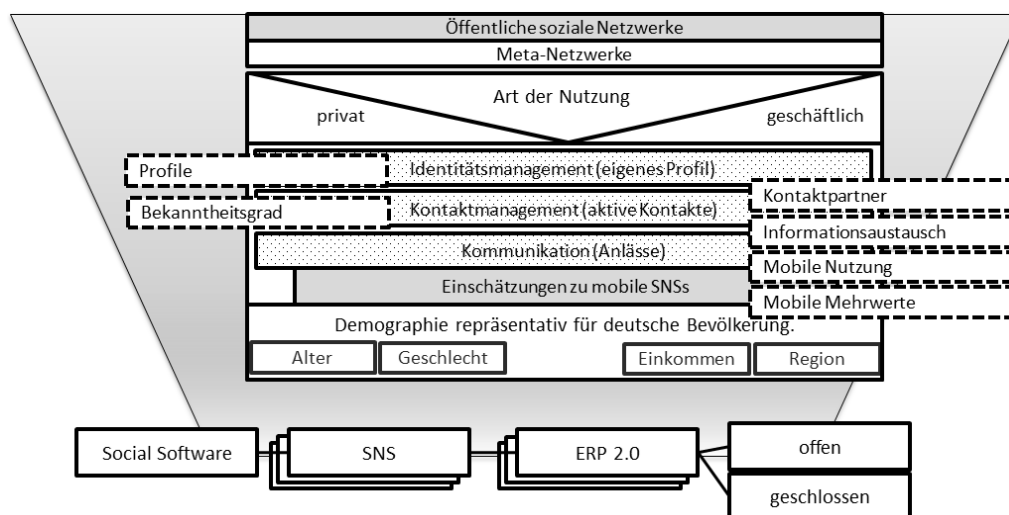 Öffentliche soziale Netzwerke
Meta-Netzwerke
Art der Nutzung
privat
geschäftlich
Profile
Identitätsmanagement (eigenes Profil)
Kontaktpartner
Bekanntheitsgrad
Kontaktmanagement (aktive Kontakte)
Informationsaustausch
Kommunikation (Anlässe)
Mobile Nutzung
Einschätzungen zu mobile SNSs
Mobile Mehrwerte
Demographie repräsentativ für deutsche Bevölkerung.
Alter
Geschlecht
Einkommen
Region
Social Software
SNS
ERP 2.0
offen
geschlossen